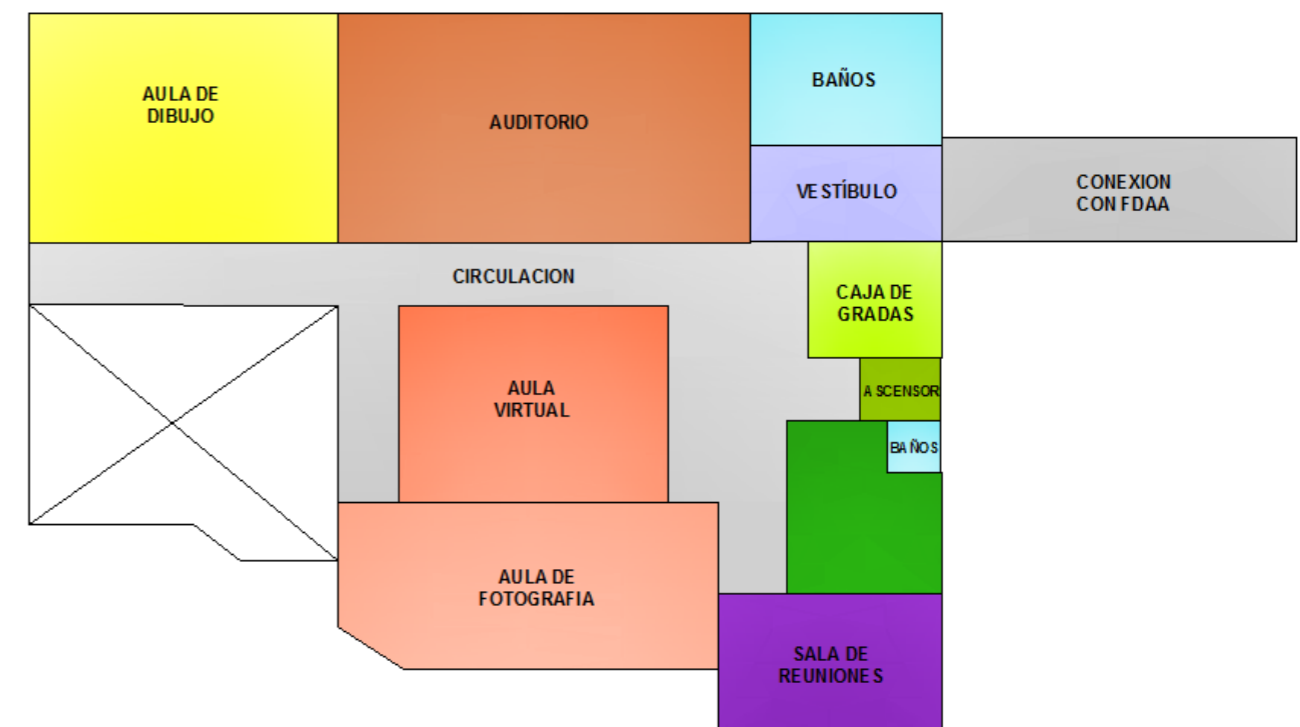 AULA DE
DIBUJO
AUDITORIO
BAÑOS
VESTÍBULO
CONEXION
CON FDAA
CIRCULACION
CAJA DE
GRADAS
AULA
VIRTUAL
ASCENSOR
BAÑOS
AULA DE
FOTOGRAFIA
SALA DE
REUNIONES